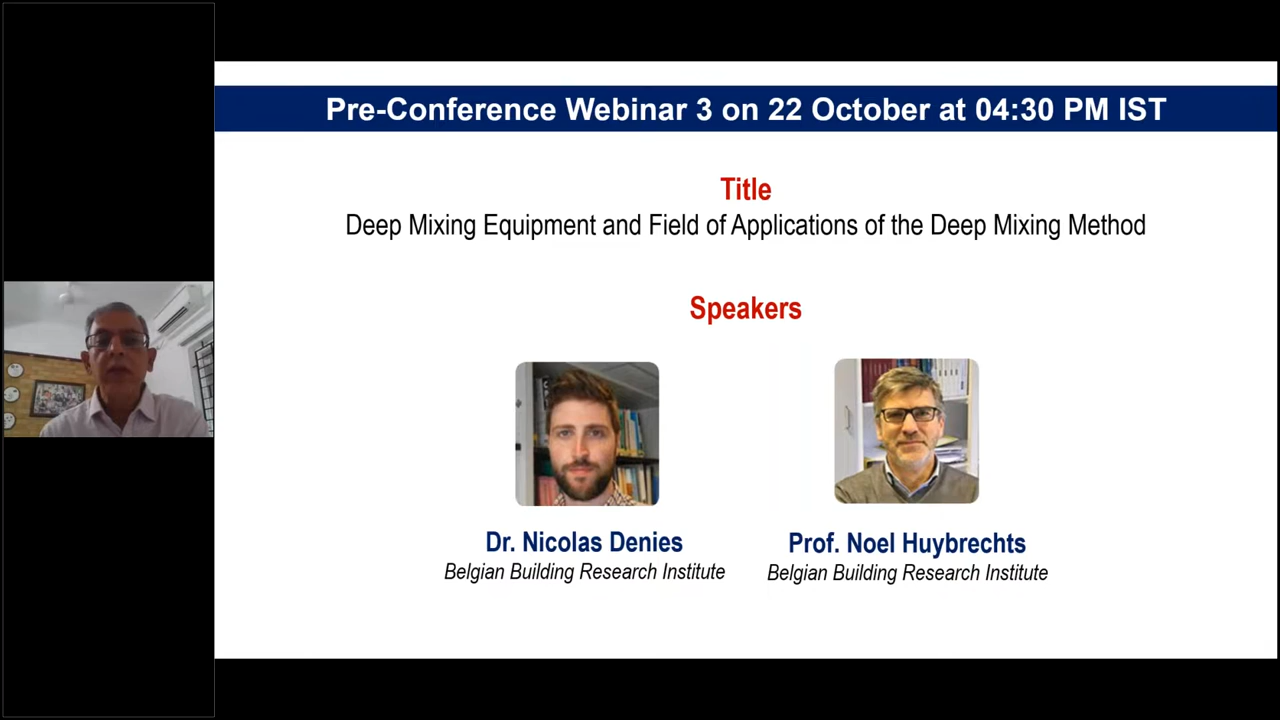 Pre-Conference Webinar 3 on 22 October at 04:30 PM IST
Title
Deep Mixing Equipment and Field of Applications of the Deep Mixing Method
Speakers
Dr. Nicolas Denies
Belgian Building Research Institute
Prof. Noel Huybrechts
Belgian Building Research Institute